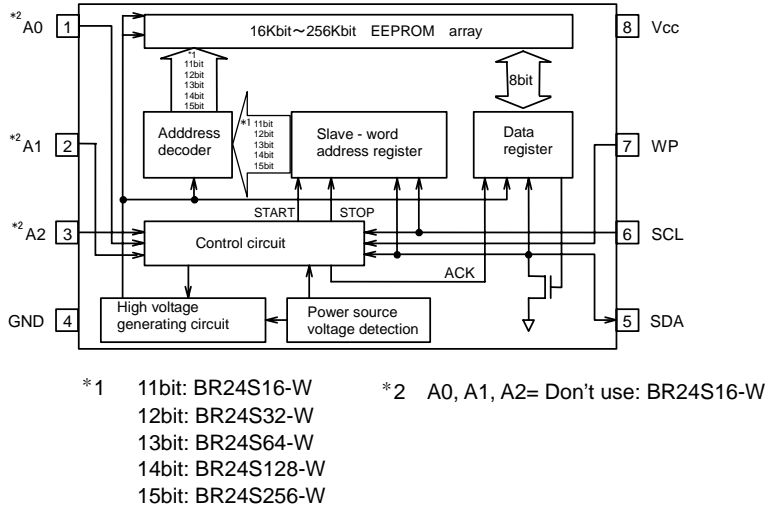 *2 A0 1
16Kbit～256Kbit EEPROM array
8 Vcc
*1
11bit
12bit
13bit
14bit
15bit
8bit
*2 A1 2
Adddress
decoder
*1 11bit
12bit
13bit
14bit
15bit
Slave - word
address register
Data
register
7 WP
START STOP
*2 A2 3
Control circuit
6 SCL
ACK
GND 4
High voltage
generating circuit
Power source
voltage detection
5 SDA
*1 11bit: BR24S16-W
12bit: BR24S32-W
13bit: BR24S64-W
14bit: BR24S128-W
15bit: BR24S256-W
*2 A0, A1, A2= Don't use: BR24S16-W